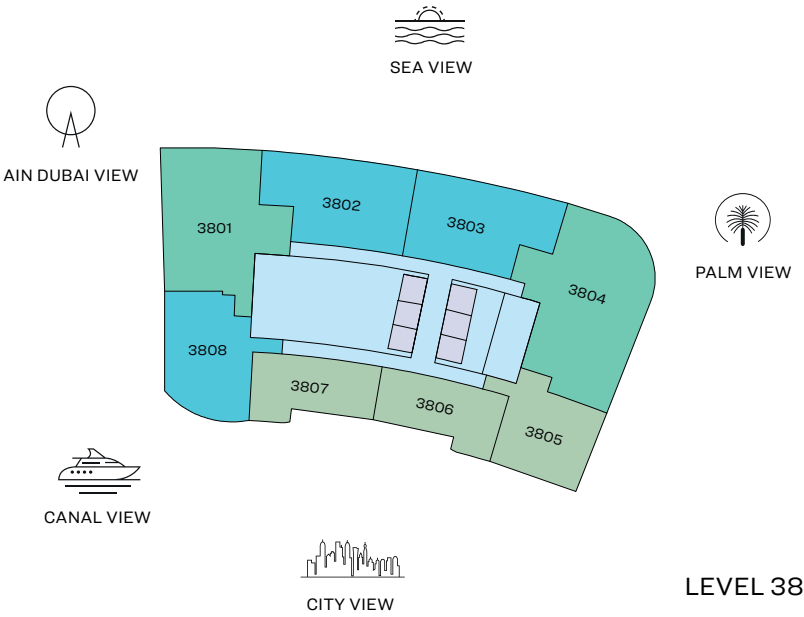 SEA VIEW
AIN DUBAI VIEW
3801
3802
3803
3804
PALM VIEW
3808
3807
3806
3805
CANAL VIEW
CITY VIEW
LEVEL 38